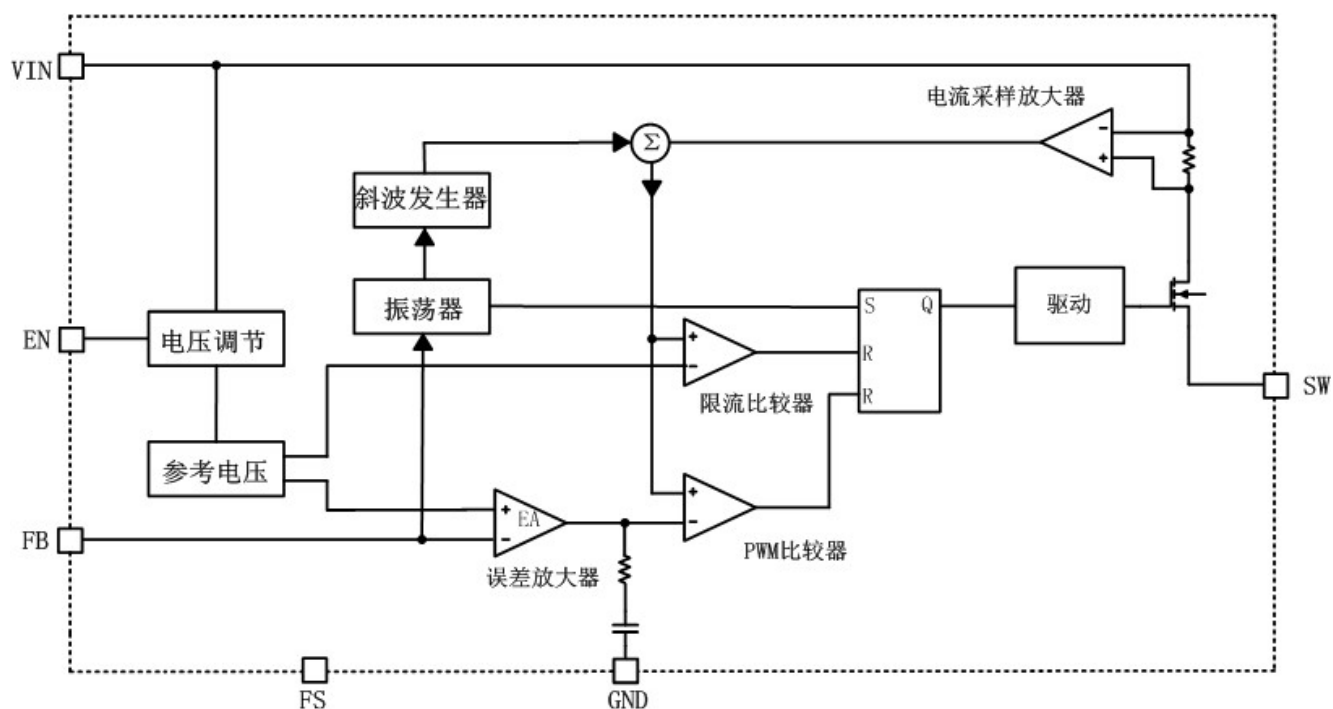 VIN
电流采样放大器
-
+
Σ
斜波发生器
振荡器
S
Q
驱动
EN
电压调节
+
-
R
限流比较器
R
SW
参考电压
+
-
EA
+
-
FB
误差放大器
PWM比较器
FS
GND